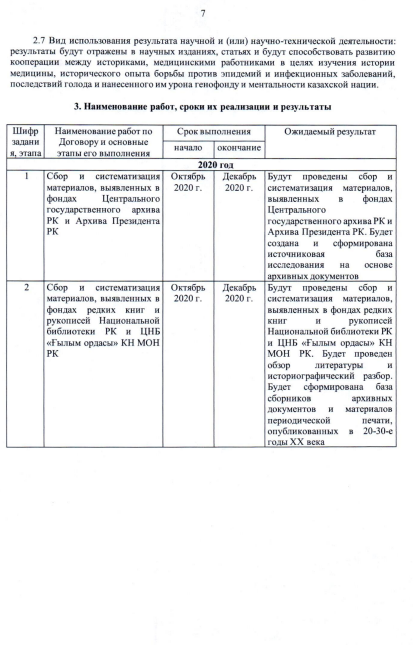 7
2.7 Вид использования результата научной и (или) научно-технической деятельности:
результаты будут отражены в научных изданиях, статьях и будут способствовать развитию
кооперации между историками, медицинскими работниками в целях изучения истории
медицины, исторического опыта борьбы против эпидемий и инфекционных заболеваний,
последствий голода и нанесенного им урона генофонду и ментальности казахской нации.
3. Наименование работ, сроки их реализации и результаты
Шифр
задани
я, этапа
Наименование работ по
Договору и основные
этапы его выполнения
Срок выполнения
начало
окончание
Ожидаемый результат
2020 год
1
Сбор и систематизация
материалов, выявленных в
фондах Центрального
государственного архива
РК и Архива Президента
РК
Октябрь
2020 г.
Декабрь
2020 г.
Будут проведены сбор и
систематизация материалов,
выявленных в фондах
Центрального
государственного архива РК и
Архива Президента РК. Будет
создана и сформирована
источниковая база
исследования на основе
архивных документов
2
Сбор и систематизация
материалов, выявленных в
фондах редких книг и
рукописей Национальной
библиотеки РК и ЦНБ
«Ғылым ордасы» КН МОН
РК
Октябрь
2020 г.
Декабрь
2020 г.
Будут проведены сбор и
систематизация материалов,
выявленных в фондах редких
книг и рукописей
Национальной библиотеки РК
и ЦНБ «Ғылым ордасы» КН
МОН РК. Будет проведен
обзор литературы и
историографический разбор.
Будет сформирована база
сборников архивных
документов и материалов
периодической печати,
опубликованных в 20-30-е
годы XX века